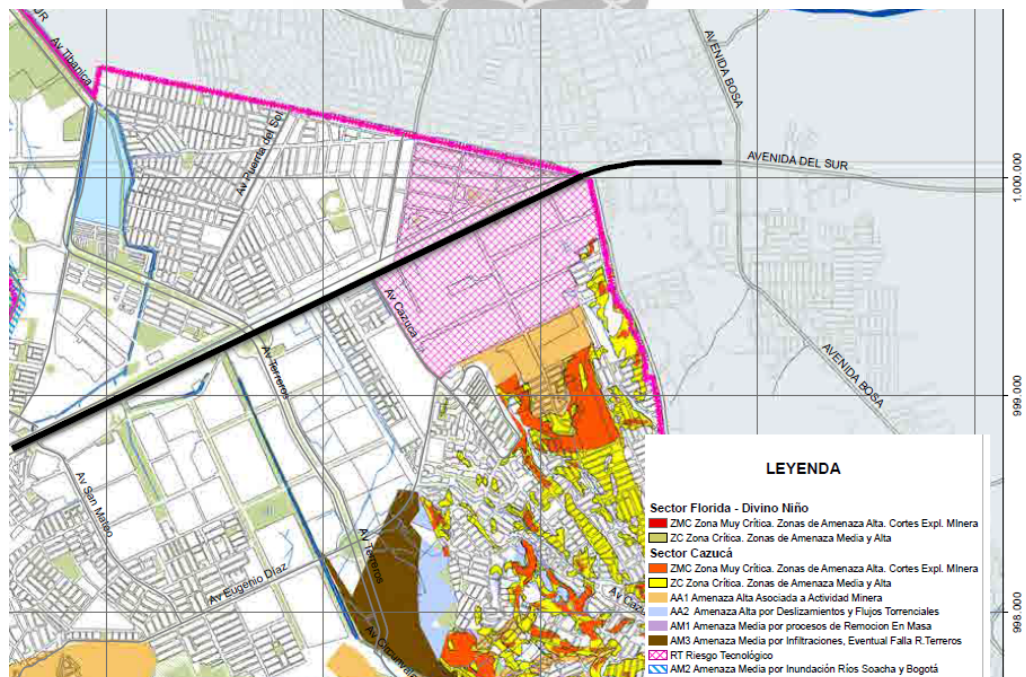 UR
Av Tibanica
AVENIDA BOSA
Av Puerta del Sol
AVENIDA DEL SUR
1.000.000
Av Cazuca
Av Terreros
999.000
AVENIDA BOSA
Av San Mateo
Av Terreros
Av Eugenio Díaz
998.000
LEYENDA
Sector Florida - Divino Niño
ZMC Zona Muy Crítica. Zonas de Amenaza Alta. Cortes Expl. MInera
ZC Zona Crítica. Zonas de Amenaza Media y Alta
Sector Cazucá
ZMC Zona Muy Crítica. Zonas de Amenaza Alta. Cortes Expl. MInera
ZC Zona Crítica. Zonas de Amenaza Media y Alta
AA1 Amenaza Alta Asociada a Actividad Minera
AA2 Amenaza Alta por Deslizamientos y Flujos Torrenciales
AM1 Amenaza Media por procesos de Remocion En Masa
AM3 Amenaza Media por Infiltraciones, Eventual Falla R.Terreros
RT Riesgo Tecnológico
AM2 Amenaza Media por Inundación Ríos Soacha y Bogotá